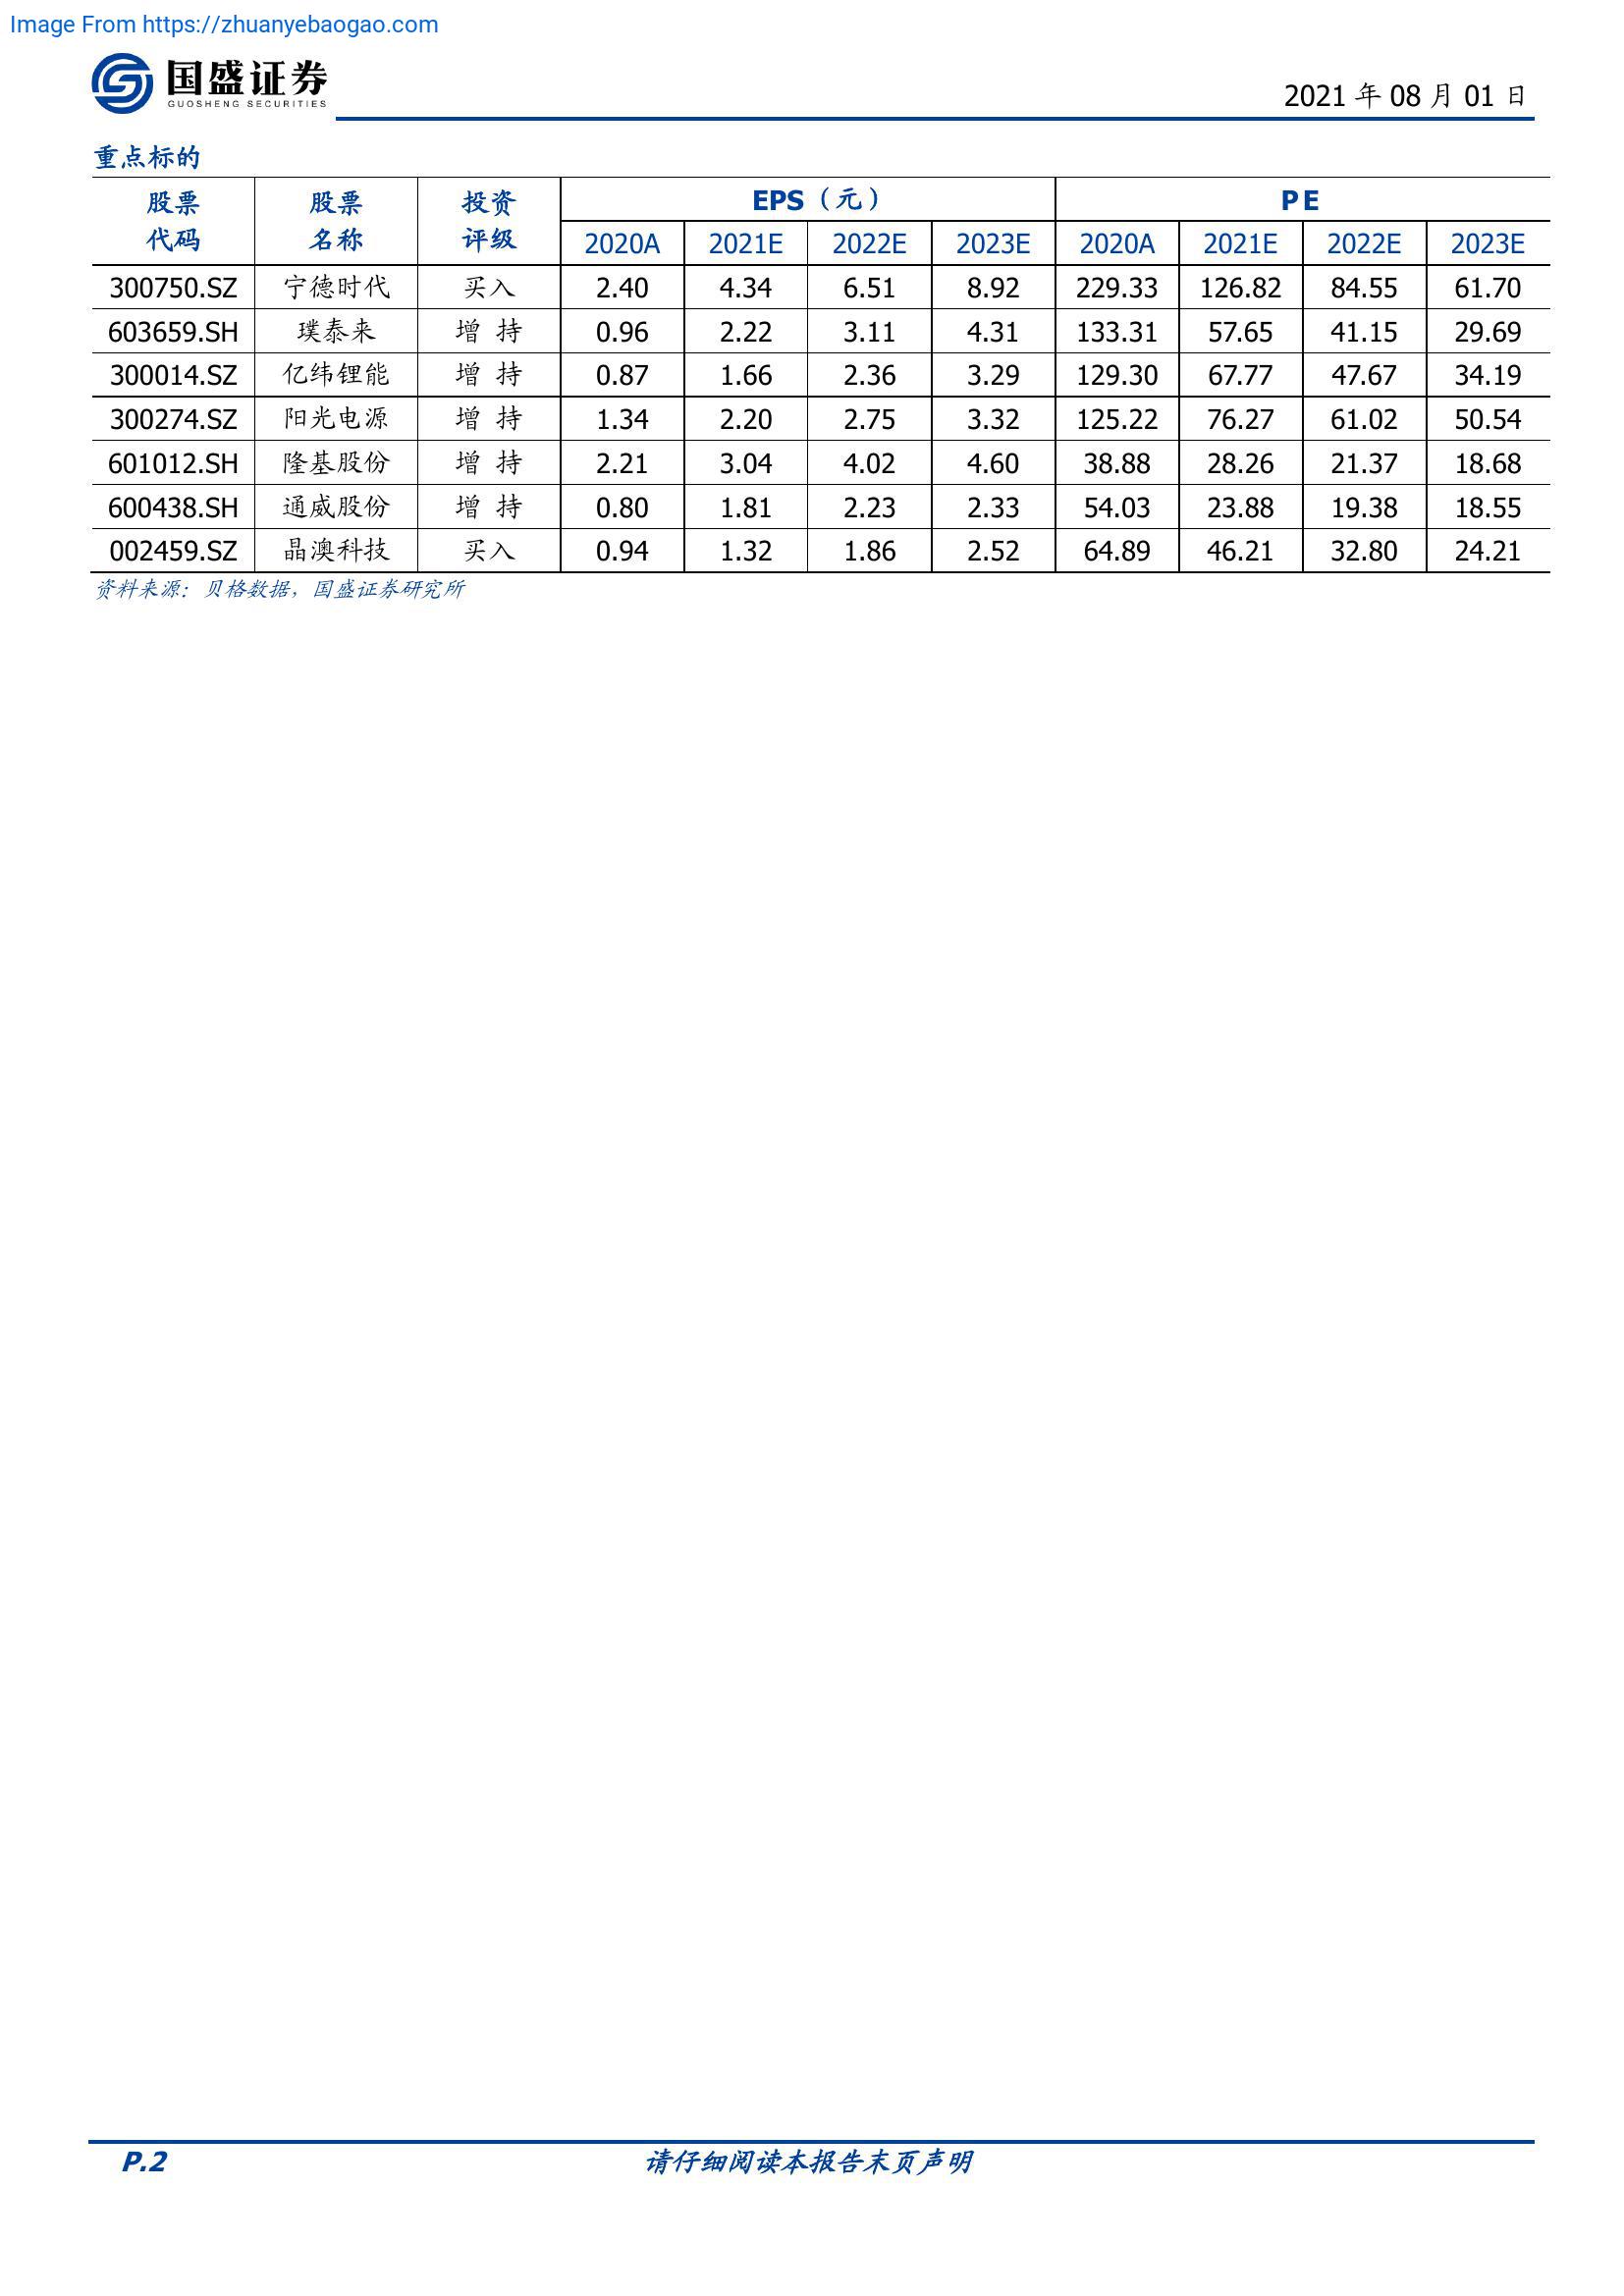 Image From https://zhuanyebaogao.com
国盛证券
GUOSHENG SECURITIES
2021 年 08 月 01 日
重点标的
股票代码 股票名称 投资评级 EPS（元） PE
2020A 2021E 2022E 2023E 2020A 2021E 2022E 2023E
300750.SZ 宁德时代 买入 2.40 4.34 6.51 8.92 229.33 126.82 84.55 61.70
603659.SH 璞泰来 增 持 0.96 2.22 3.11 4.31 133.31 57.65 41.15 29.69
300014.SZ 亿纬锂能 增 持 0.87 1.66 2.36 3.29 129.30 67.77 47.67 34.19
300274.SZ 阳光电源 增 持 1.34 2.20 2.75 3.32 125.22 76.27 61.02 50.54
601012.SH 隆基股份 增 持 2.21 3.04 4.02 4.60 38.88 28.26 21.37 18.68
600438.SH 通威股份 增 持 0.80 1.81 2.23 2.33 54.03 23.88 19.38 18.55
002459.SZ 晶澳科技 买入 0.94 1.32 1.86 2.52 64.89 46.21 32.80 24.21
资料来源：贝格数据，国盛证券研究所
P.2 请仔细阅读本报告末页声明